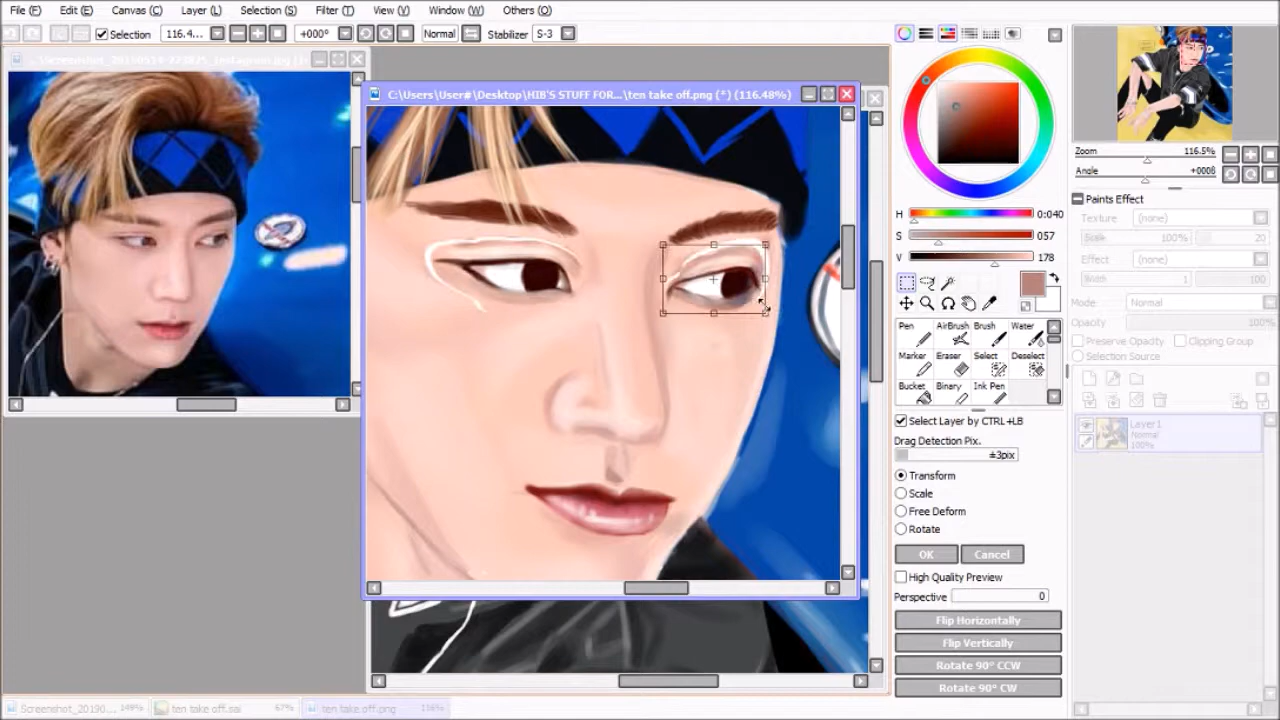 File (F) Edit (E) Canvas (C) Layer (L) Selection (S) Filter (T) View (V) Window (W) Others (O)
Selection 116.4... +000° Normal Stabilizer S-3
C:\Users\User#\Desktop\HIB'S STUFF FOR...\ten take off.png (*) (116.48%)
Zoom 116.5%
Angle +000ß
Paints Effect
Texture (none)
Scale 100% 20
Effect (none)
Width 1 100
Mode: Normal
Opacity 100%
Preserve Opacity Clipping Group
Selection Source
Layer 1
Normal
100%
H 0:040
S 057
V 178
Pen AirBrush Brush Water
Marker Eraser Select Deselect
Bucket Binary Ink Pen
Select Layer by CTRL+LB
Drag Detection Pix.
±3pix
Transform
Scale
Free Deform
Rotate
OK Cancel
High Quality Preview
Perspective 0
Flip Horizontally
Flip Vertically
Rotate 90° CCW
Rotate 90° CW
Screenshot_20190... 149% ten take off.sai 67% ten take off.png 116%